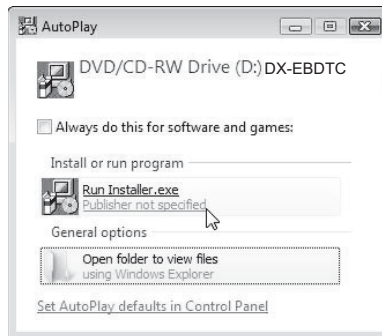 AutoPlay
DVD/CD-RW Drive (D:) DX-EBDTC
Always do this for software and games:
Install or run program
Run Installer.exe
Publisher not specified
General options
Open folder to view files
using Windows Explorer
Set AutoPlay defaults in Control Panel